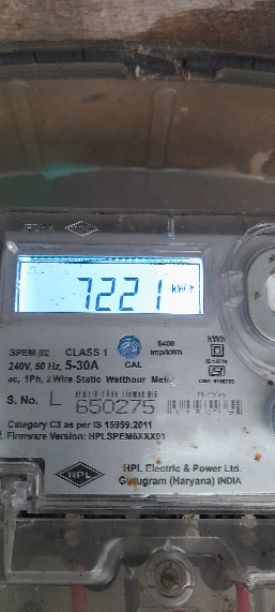 7221 kWh
kWh
SPEM 02 CLASS 1
6400 imp/kWh
240V, 50 Hz, 5-30A CAL
ac, 1Ph, 2 Wire Static Watthour Meter
S. No. L 650275
Category C3 as per IS 15959:2011
Firmware Version: HPLSPEM6XXX01
HPL
HPL Electric & Power Ltd.
Gurugram (Haryana) INDIA